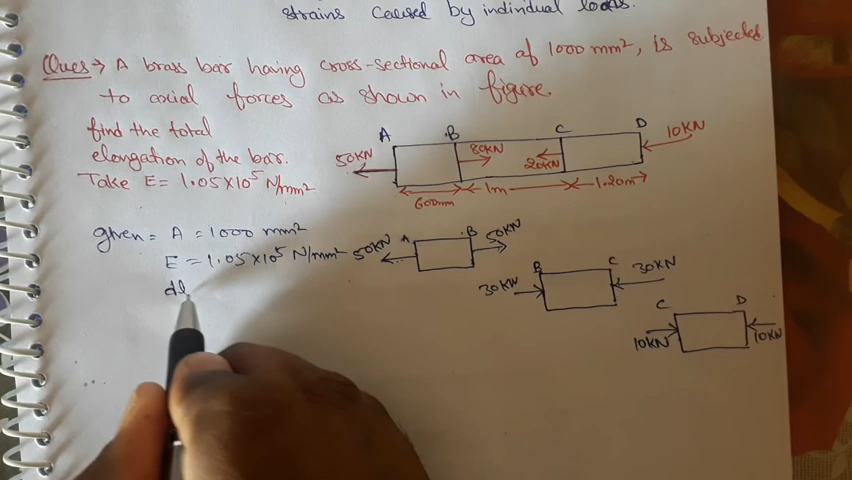 strains caused by individual loads.
Ques→ A brass bar having cross-sectional area of 1000 mm², is subjected
to axial forces as shown in figure.
find the total
elongation of the bar.
Take E = 1.05×10⁵ N/mm²
A B C D
50KN 80KN 20KN 10KN
600mm 1m 1.20m
given = A = 1000 mm²
E = 1.05×10⁵ N/mm²
dl
50KN A B 50KN
30KN B C 30KN
C D
10KN 10KN